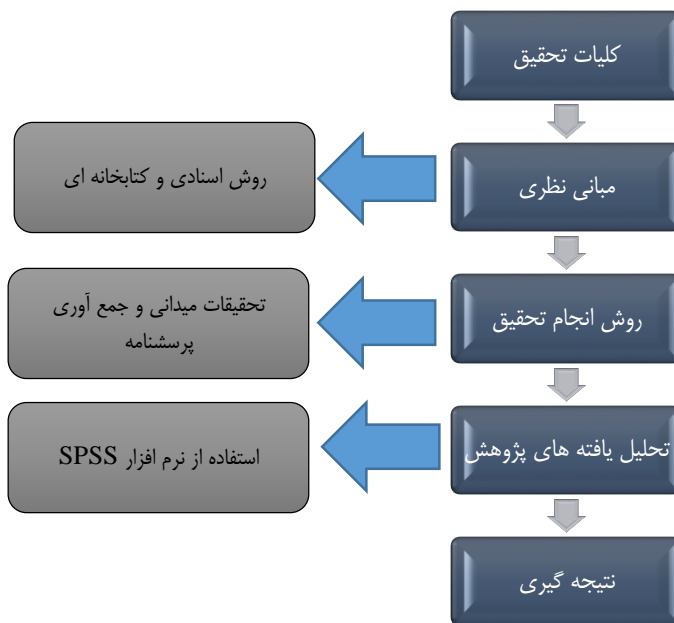 کلیات تحقیق
مبانی نظری
روش اسنادی و کتابخانه ای
روش انجام تحقیق
تحقیقات میدانی و جمع آوری
پرسشنامه
تحلیل یافته های پژوهش
استفاده از نرم افزار SPSS
نتیجه گیری